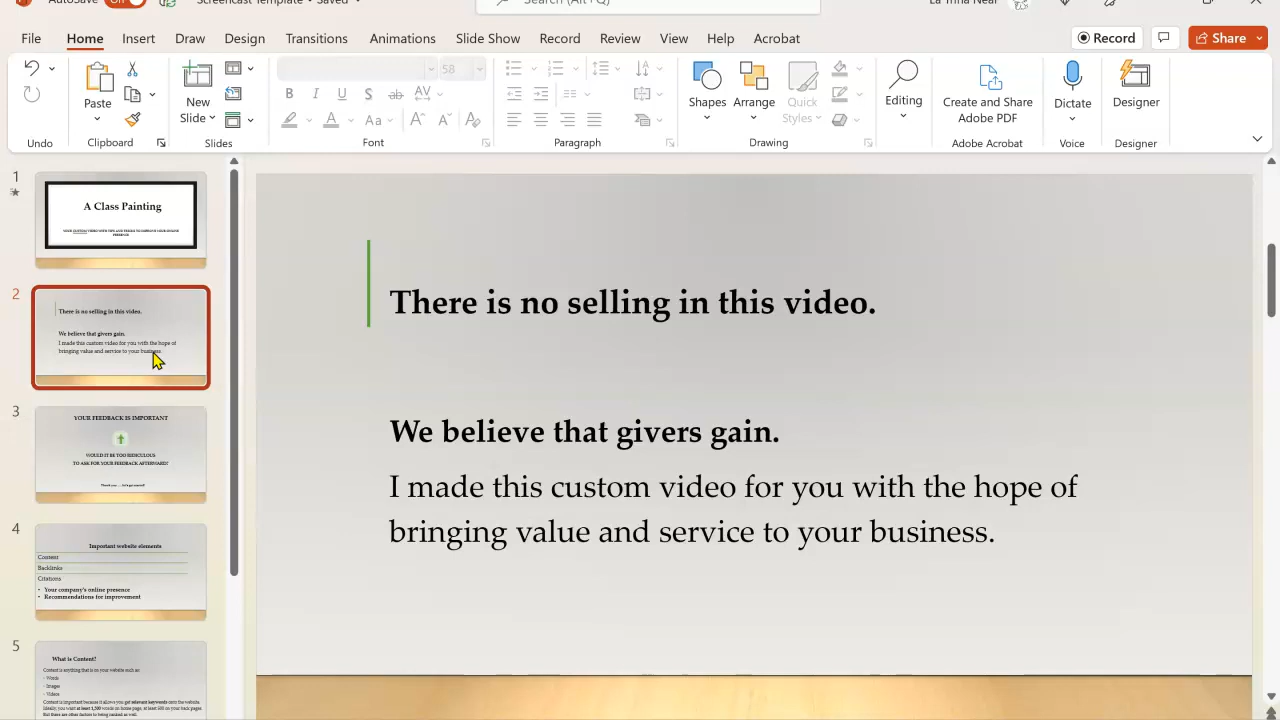 AutoSave On Screencast Template • Saved Search (Alt+Q) La Trina Near
File Home Insert Draw Design Transitions Animations Slide Show Record Review View Help Acrobat Record Share
58
Paste New Slide B I U S ab AV Shapes Arrange Quick Styles Editing Create and Share Adobe PDF Dictate Designer
A Aa A A A
Undo Clipboard Slides Font Paragraph Drawing Adobe Acrobat Voice Designer
1
A Class Painting
2
There is no selling in this video.
We believe that givers gain.
I made this custom video for you with the hope of
bringing value and service to your business.
3
YOUR FEEDBACK IS IMPORTANT
WOULD IT BE TOO RIDICULOUS
TO ASK FOR YOUR FEEDBACK AFTERWARD?
4
Important website elements
Content
Backlinks
Citations
• Your company's online presence
• Recommendations for improvement
5
What is Content?
Content is anything that is on your website such as:
Words
Images
Videos
Content is important because it allows you get relevant keywords onto the website.
Ideally, you want at least 1,500 words on home page, at least 500 on your back pages.
But there are other factors to being ranked as well.
There is no selling in this video.
We believe that givers gain.
I made this custom video for you with the hope of
bringing value and service to your business.